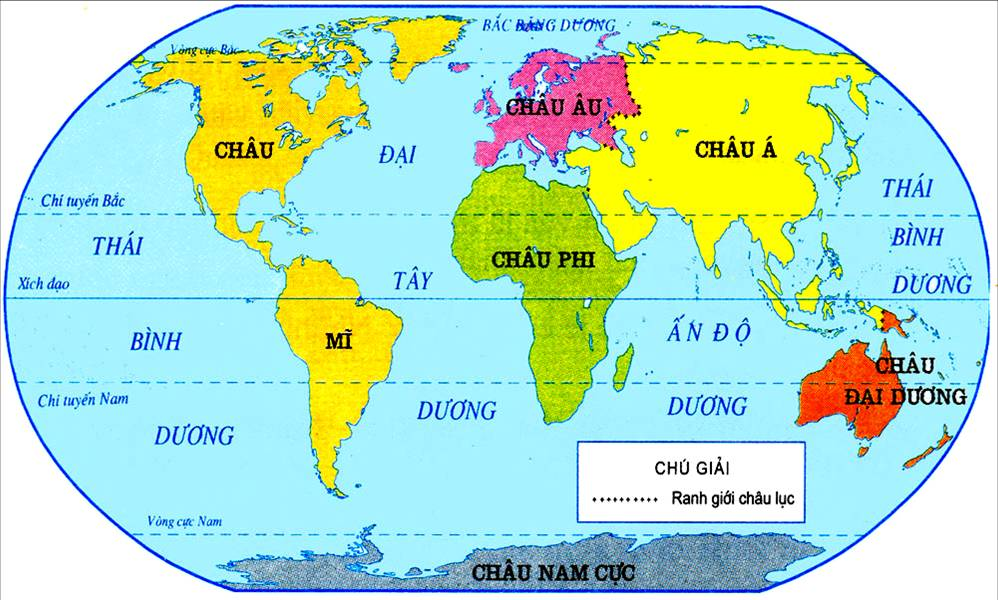 BẮC BĂNG DƯƠNG
Vòng cực Bắc
CHÂU ÂU
CHÂU
ĐẠI
CHÂU Á
THÁI
Chí tuyến Bắc
THÁI
BÌNH
CHÂU PHI
TÂY
DƯƠNG
Xích đạo
BÌNH
MĨ
ẤN ĐỘ
CHÂU
ĐẠI DƯƠNG
Chí tuyến Nam
DƯƠNG
DƯƠNG
DƯƠNG
CHÚ GIẢI
Ranh giới châu lục
Vòng cực Nam
CHÂU NAM CỰC